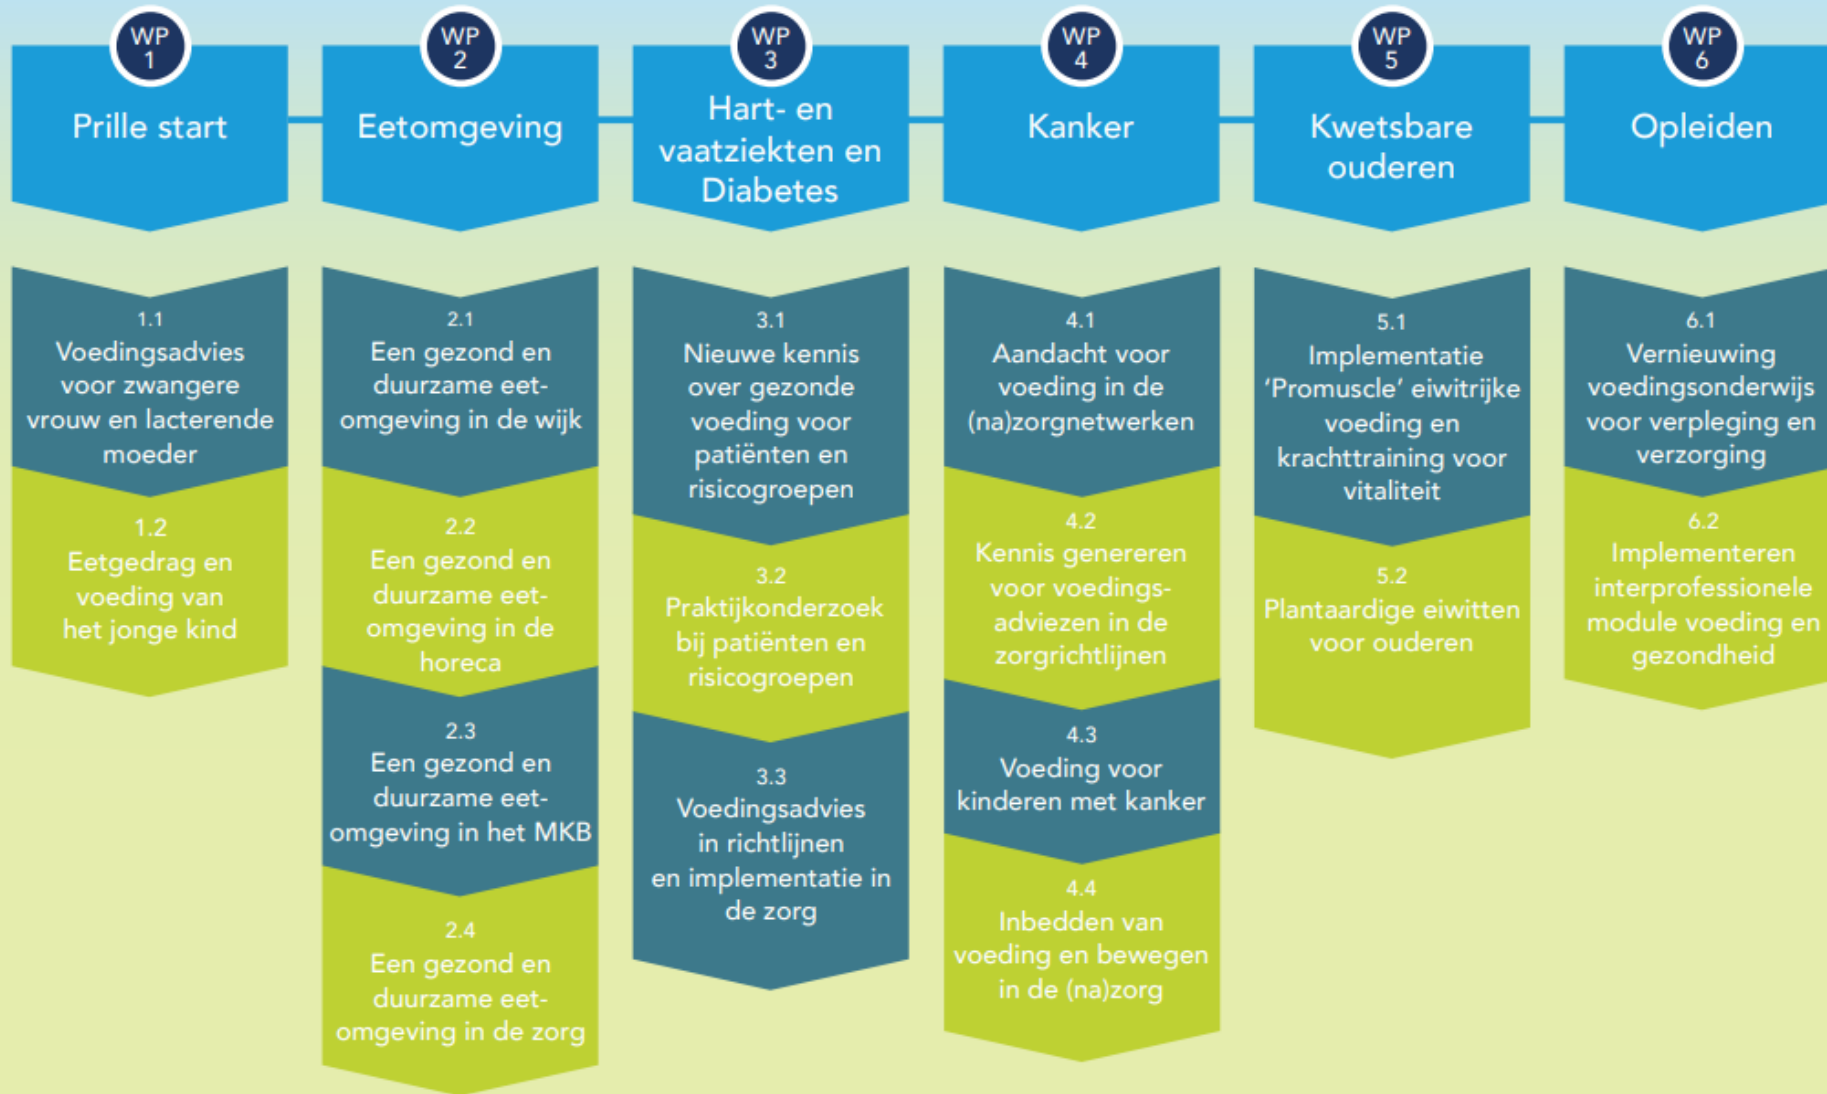 WP
1
Prille start
1.1
Voedingsadvies
voor zwangere
vrouw en lacterende
moeder
1.2
Eetgedrag en
voeding van
het jonge kind
WP
2
Eetomgeving
2.1
Een gezond en
duurzame eet-
omgeving in de wijk
2.2
Een gezond en
duurzame eet-
omgeving in de
horeca
2.3
Een gezond en
duurzame eet-
omgeving in het MKB
2.4
Een gezond en
duurzame eet-
omgeving in de zorg
WP
3
Hart- en
vaatziekten en
Diabetes
3.1
Nieuwe kennis
over gezonde
voeding voor
patiënten en
risicogroepen
3.2
Praktijkonderzoek
bij patiënten en
risicogroepen
3.3
Voedingsadvies
in richtlijnen
en implementatie in
de zorg
WP
4
Kanker
4.1
Aandacht voor
voeding in de
(na)zorgnetwerken
4.2
Kennis genereren
voor voedings-
adviezen in de
zorgrichtlijnen
4.3
Voeding voor
kinderen met kanker
4.4
Inbedden van
voeding en bewegen
in de (na)zorg
WP
5
Kwetsbare
ouderen
5.1
Implementatie
‘Promuscle’ eiwitrijke
voeding en
krachttraining voor
vitaliteit
5.2
Plantaardige eiwitten
voor ouderen
WP
6
Opleiden
6.1
Vernieuwing
voedingsonderwijs
voor verpleging en
verzorging
6.2
Implementeren
interprofessionele
module voeding en
gezondheid